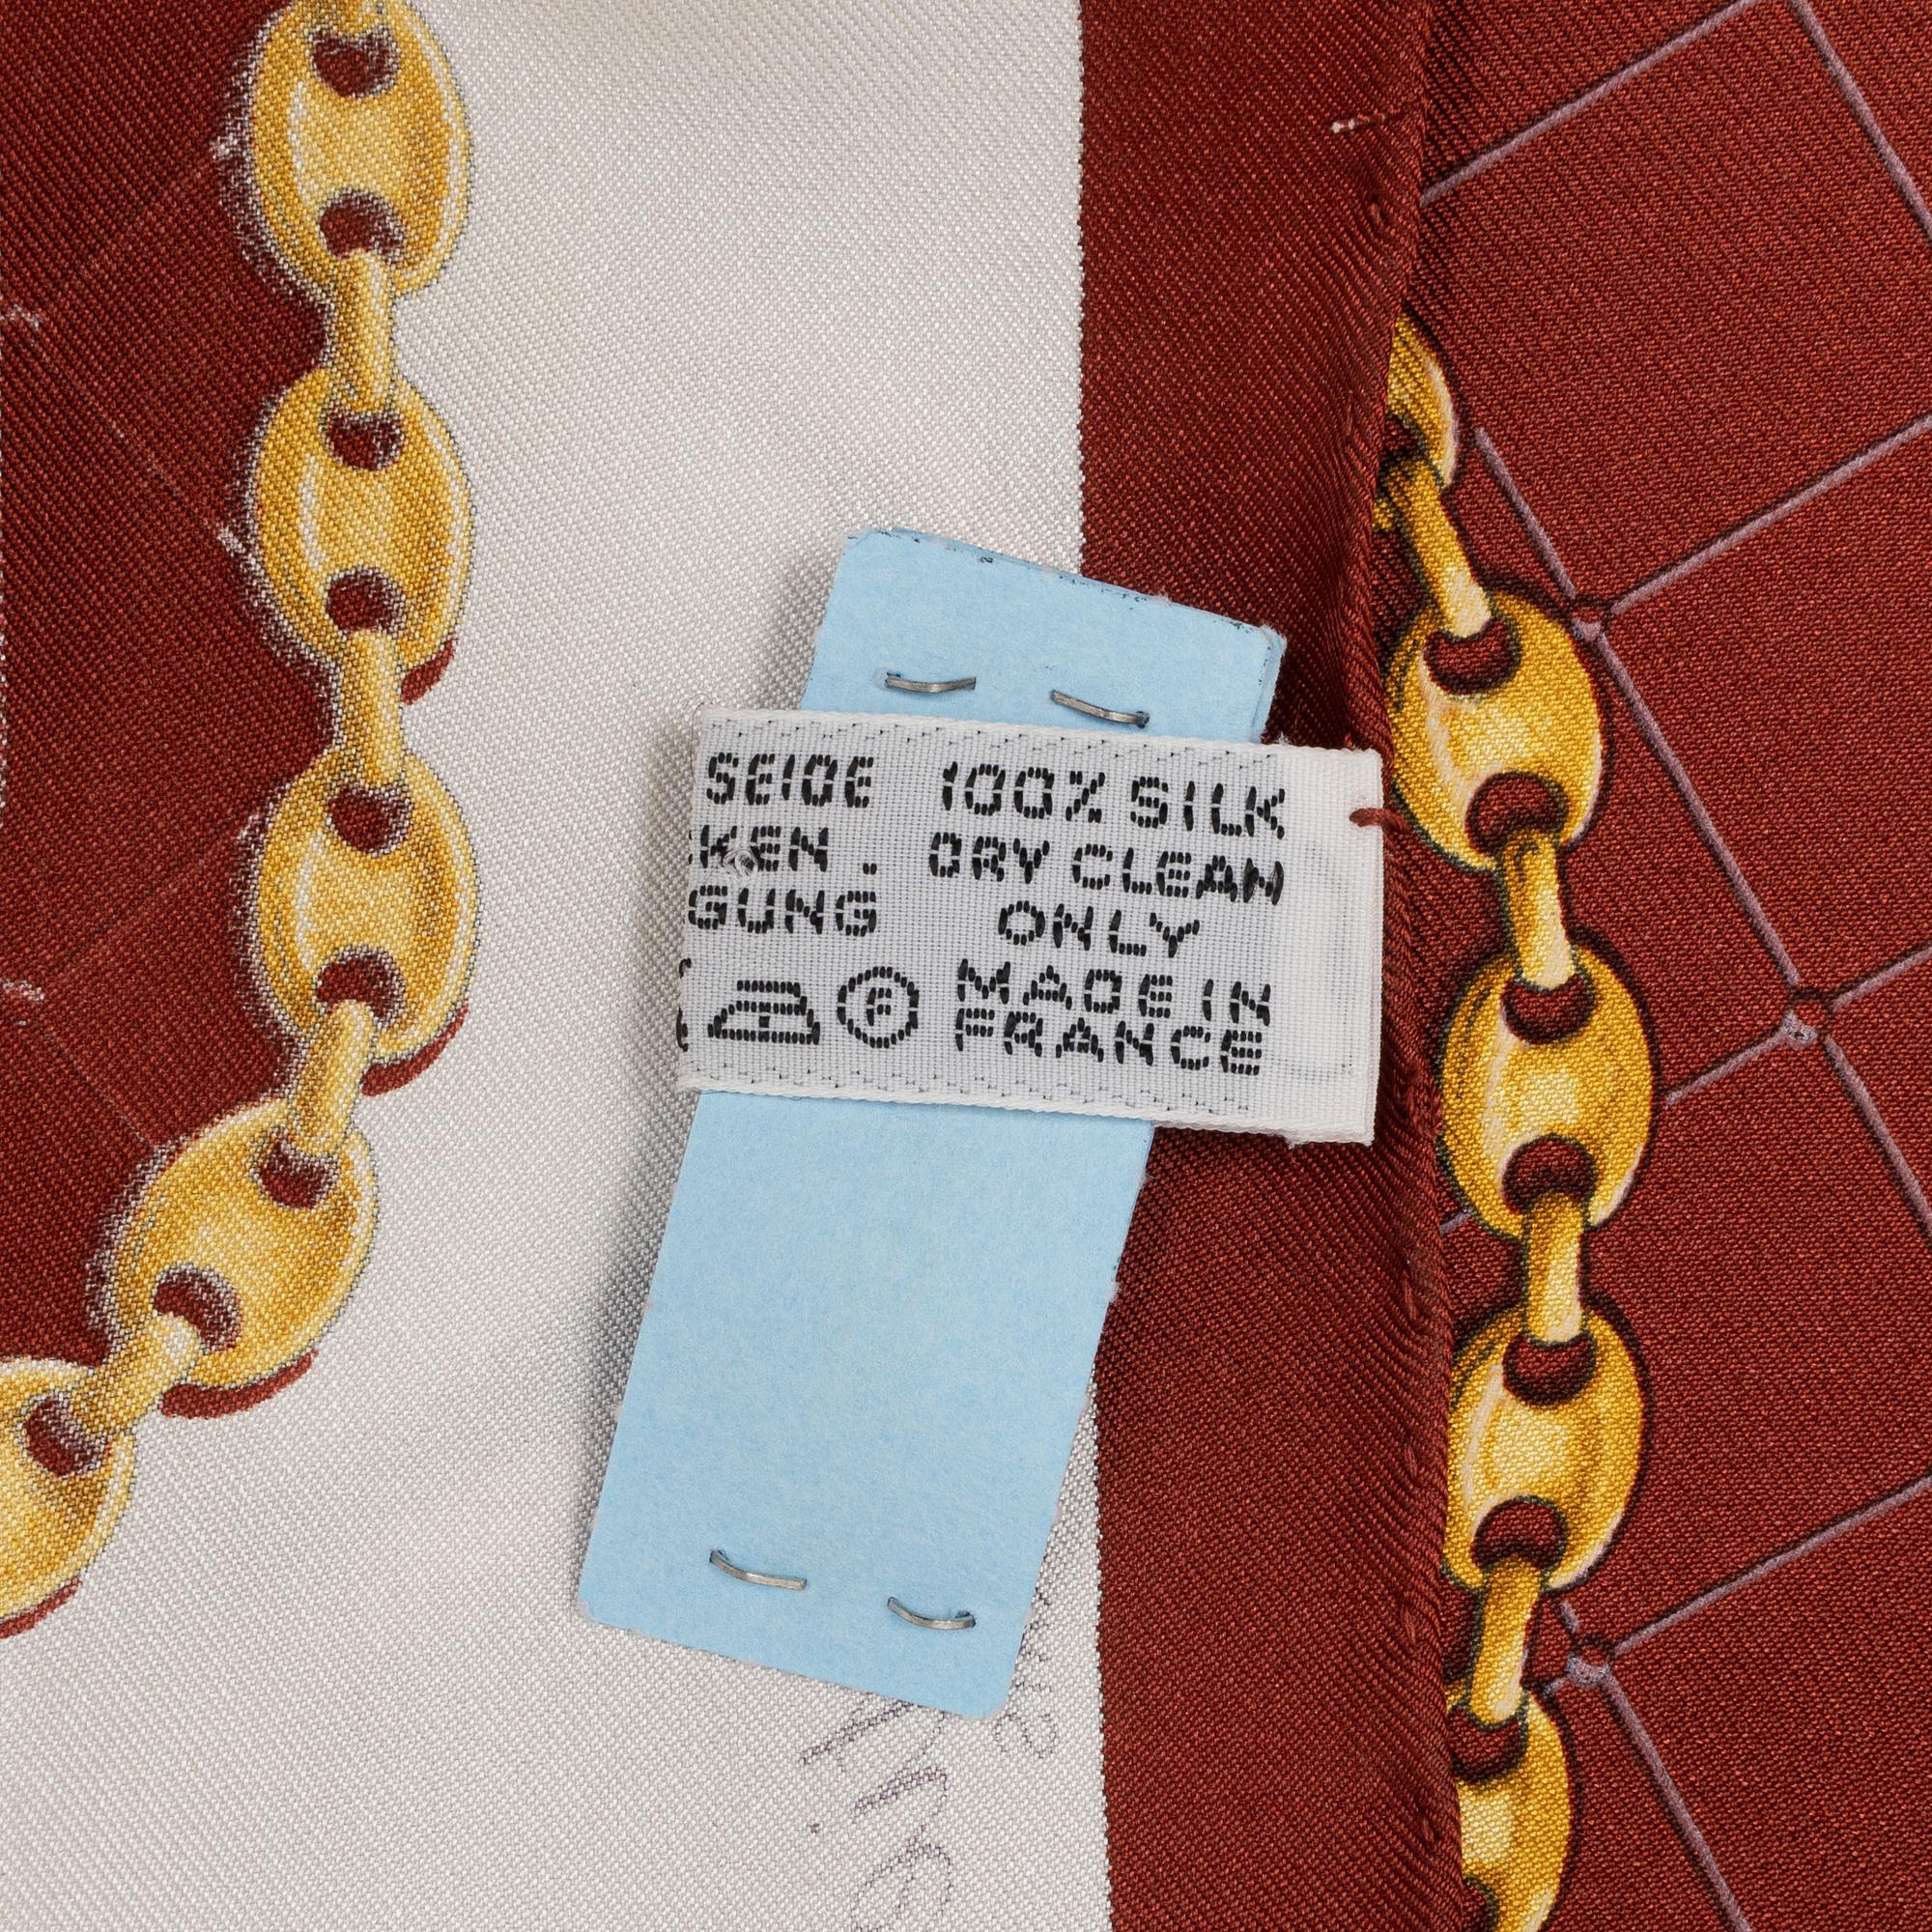 SEIDE
KEN.
GUNG
F
100% SILK
DRY CLEAN
ONLY
MADE IN
FRANCE